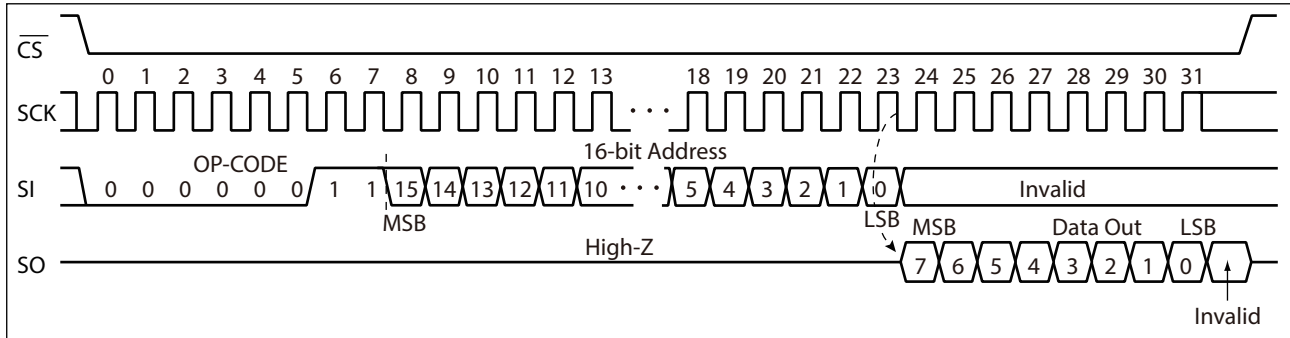 CS
0 1 2 3 4 5 6 7 8 9 10 11 12 13 18 19 20 21 22 23 24 25 26 27 28 29 30 31
SCK
· · ·
16-bit Address
OP-CODE
SI 0 0 0 0 0 0 1 1 15 14 13 12 11 10 · · · 5 4 3 2 1 0 Invalid
MSB LSB MSB Data Out LSB
High-Z
SO 7 6 5 4 3 2 1 0
Invalid